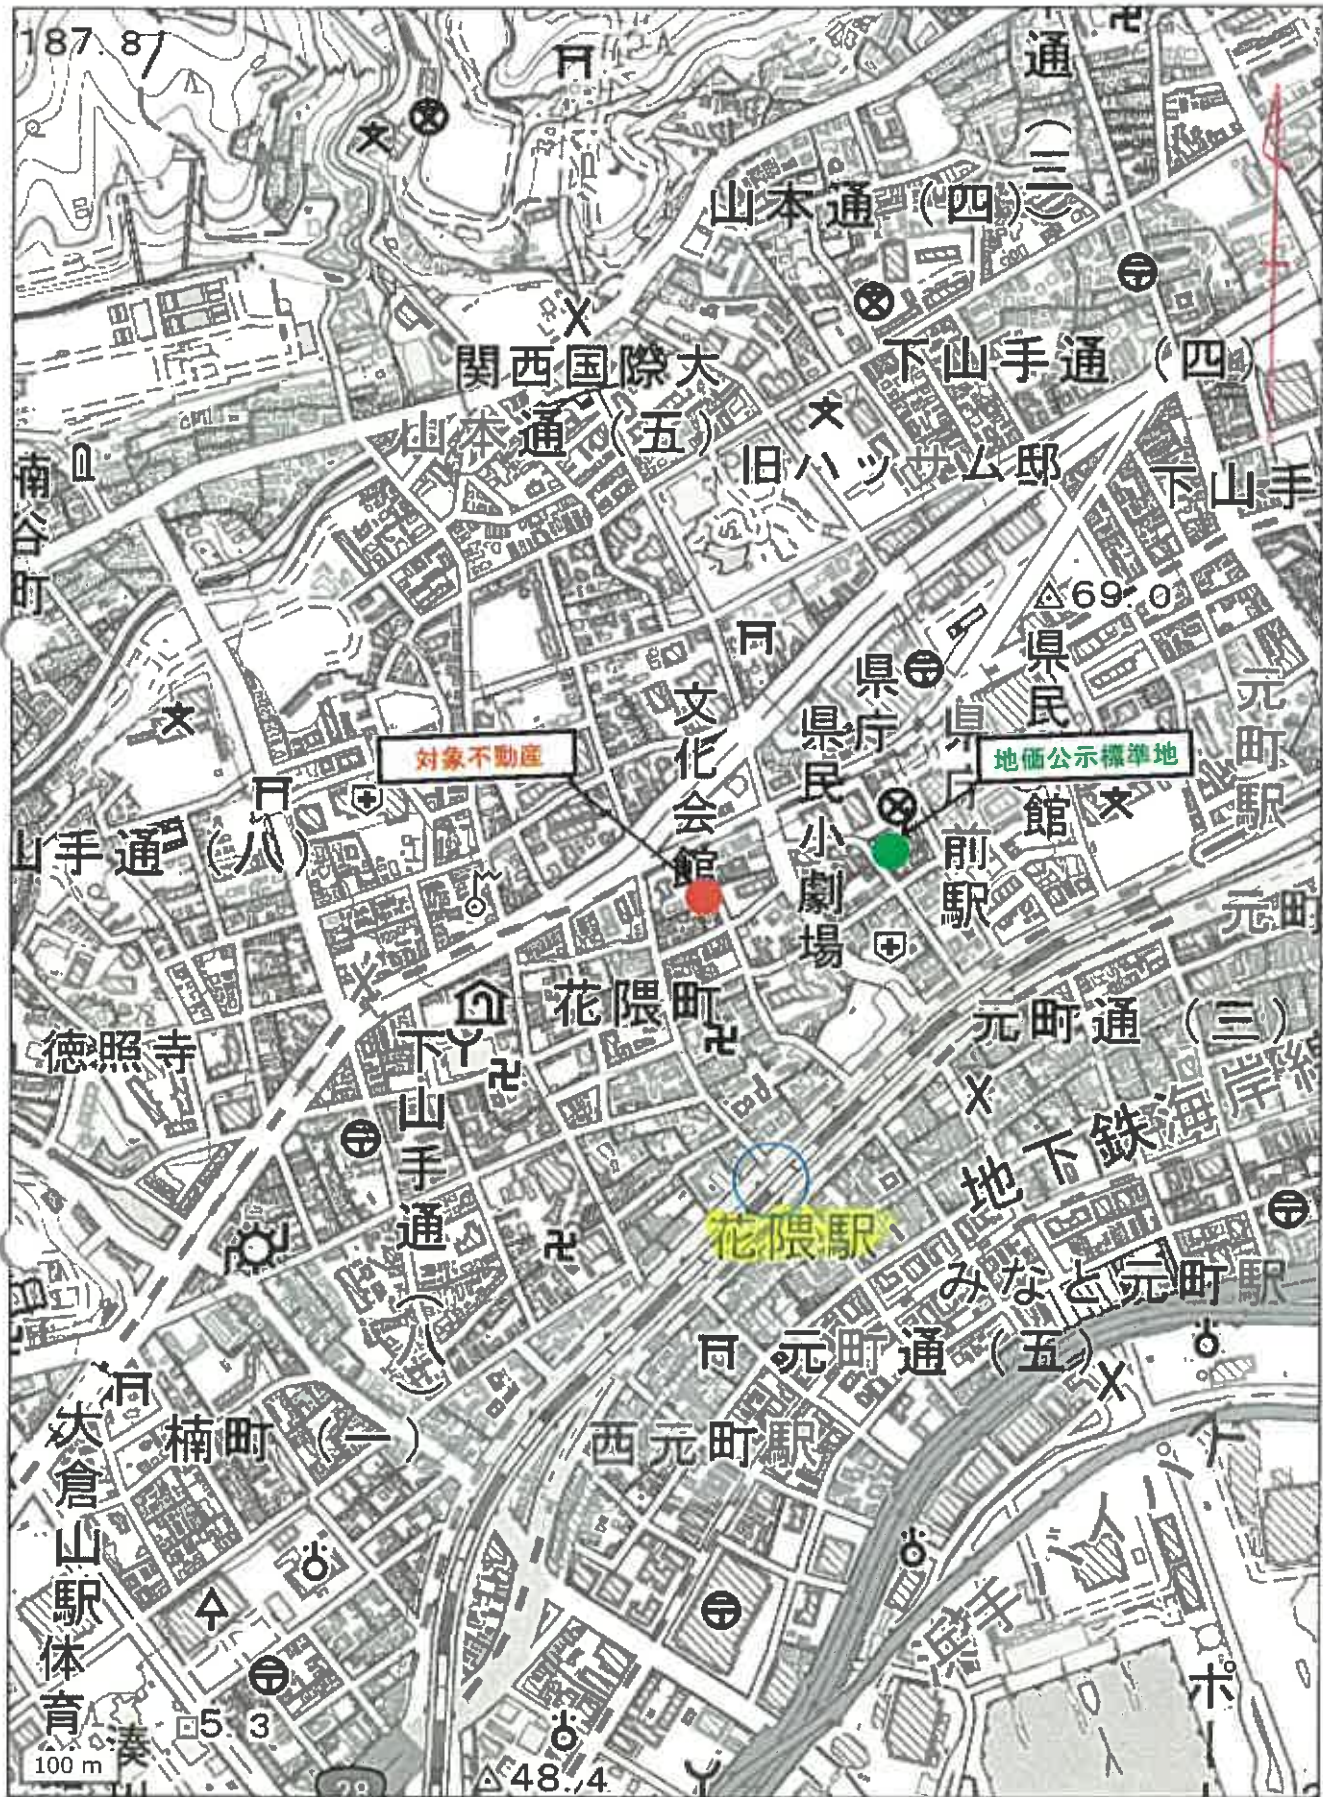 187.8
通(三)
山本通(四)
下山手通(四)
関西国際大
山本通(五)
旧ハッサム邸
下山手
楠谷町
69.0
県民会館
県庁
元町駅
文化会館
県民小劇場
県庁前駅
対象不動産
地価公示標準地
山手通(八)
元町
花隈町
元町通(三)
徳照寺
下山手通(八)
地下鉄海岸線
花隈駅
みなと元町駅
元町通(五)
楠町(一)
西元町駅
大倉山駅
体育
浜手
ポー
湊
5.3
48.4
28
100 m